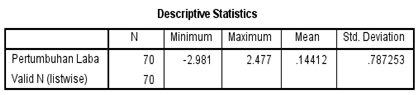 Descriptive Statistics
N Minimum Maximum Mean Std. Deviation
Pertumbuhan Laba 70 -2.981 2.477 .14412 .787253
Valid N (listwise) 70